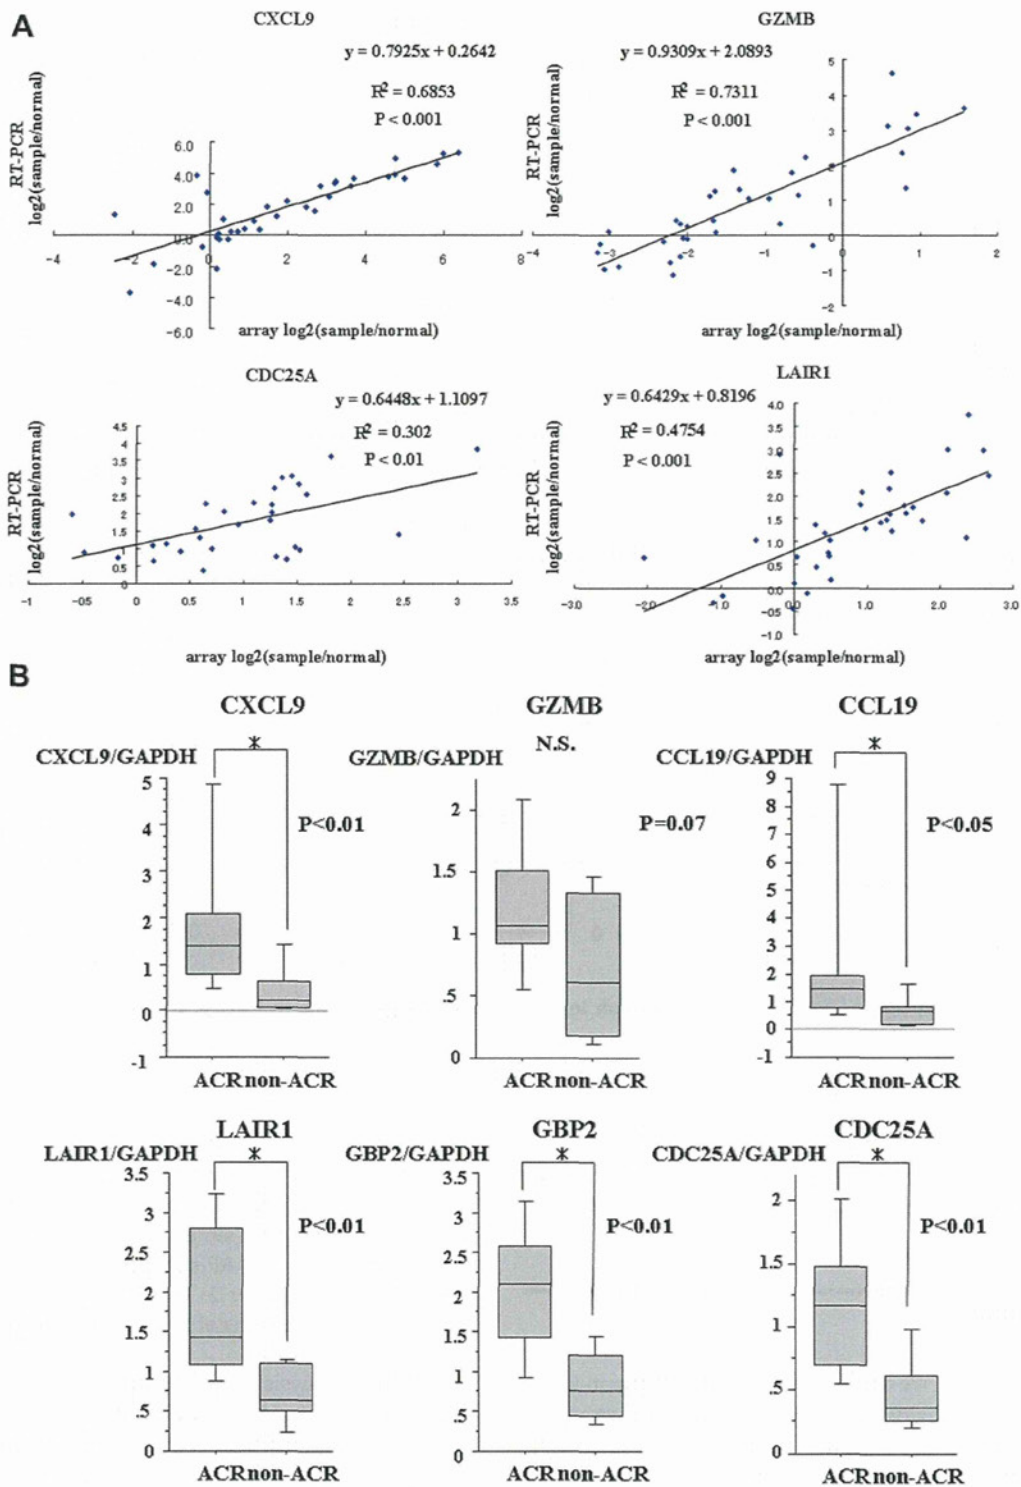 A
CXCL9
y = 0.7925x + 0.2642
R² = 0.6853
P < 0.001
RT-PCR
log2(sample/normal)
6.0
4.0
2.0
0.0
-2.0
-4.0
-6.0
-4
-2
0
2
4
6
8
array log2(sample/normal)
GZMB
y = 0.9309x + 2.0893
R² = 0.7311
P < 0.001
RT-PCR
log2(sample/normal)
5
4
3
2
1
0
-1
-2
-4
-3
-2
-1
0
1
2
array log2(sample/normal)
CDC25A
y = 0.6448x + 1.1097
R² = 0.302
P < 0.01
RT-PCR
log2(sample/normal)
4.5
4
3.5
3
2.5
2
1.5
1
0.5
0
-1
-05
0
0.5
1
1.5
2
2.5
3
3.5
array log2(sample/normal)
LAIR1
y = 0.6429x + 0.8196
R² = 0.4754
P < 0.001
RT-PCR
log2(sample/normal)
4.0
3.5
3.0
2.5
2.0
1.5
1.0
0.5
0.0
-0.5
-1.0
-3.0
-2.0
-1.0
0.0
1.0
2.0
3.0
array log2(sample/normal)
B
CXCL9
CXCL9/GAPDH
*
P<0.01
5
4
3
2
1
0
-1
ACR non-ACR
GZMB
N.S.
GZMB/GAPDH
P=0.07
2
1.5
1
.5
0
ACR non-ACR
CCL19
CCL19/GAPDH
*
P<0.05
9
8
7
6
5
4
3
2
1
0
-1
ACR non-ACR
LAIR1
LAIR1/GAPDH
*
P<0.01
3.5
3
2.5
2
1.5
1
.5
0
ACR non-ACR
GBP2
GBP2/GAPDH
*
P<0.01
3.5
3
2.5
2
1.5
1
.5
0
ACR non-ACR
CDC25A
CDC25A/GAPDH
*
P<0.01
2
1.5
1
.5
0
ACR non-ACR